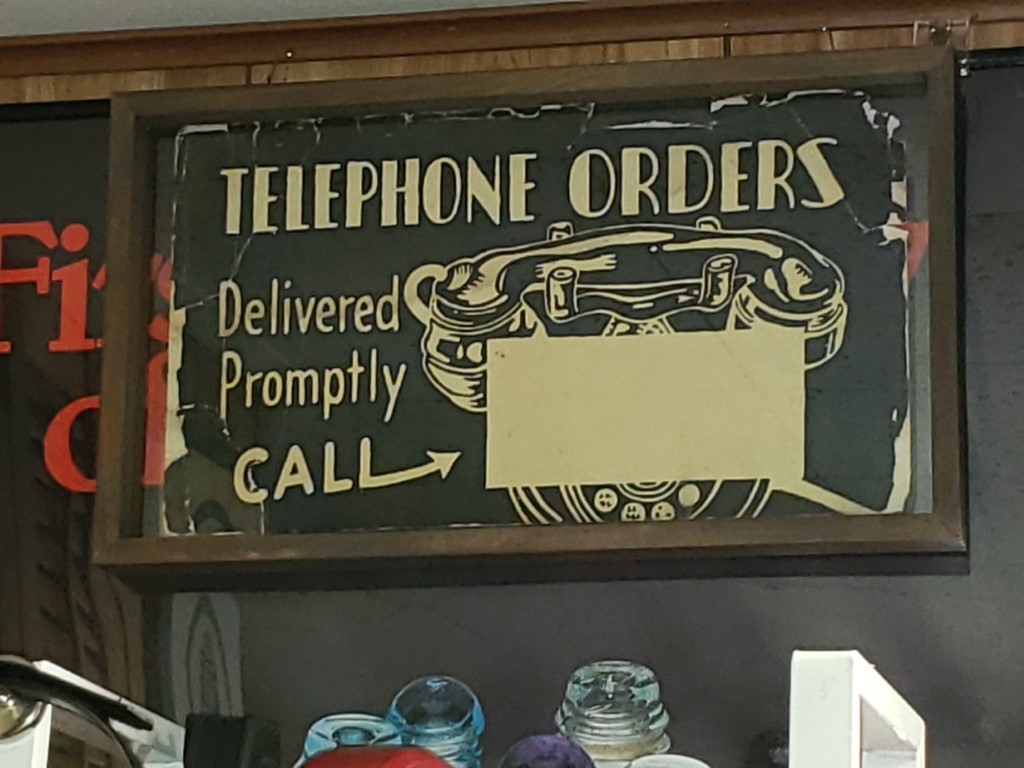 TELEPHONE ORDERS
Delivered
Promptly
CALL